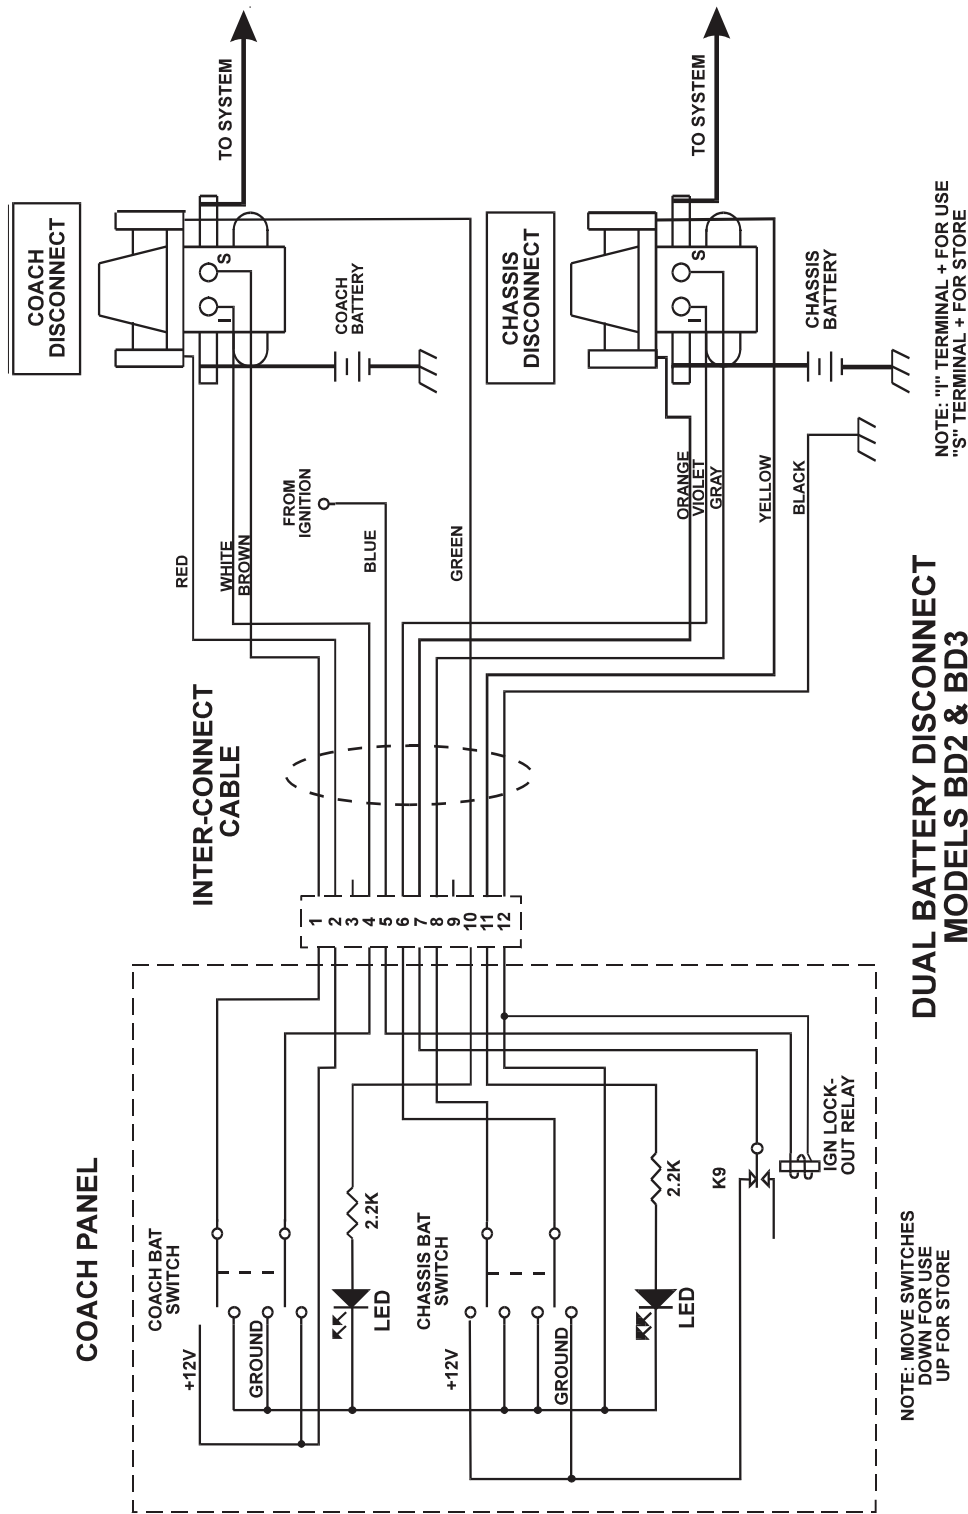 COACH PANEL
COACH BAT
SWITCH
+12V
GROUND
2.2K
LED
CHASSIS BAT
SWITCH
+12V
GROUND
2.2K
LED
K9
IGN LOCK-
OUT RELAY
NOTE: MOVE SWITCHES
DOWN FOR USE
UP FOR STORE
1
2
3
4
5
6
7
8
9
10
11
12
INTER-CONNECT
CABLE
RED
WHITE
BROWN
BLUE
GREEN
ORANGE
VIOLET
GRAY
YELLOW
BLACK
FROM
IGNITION
COACH
DISCONNECT
I
S
COACH
BATTERY
TO SYSTEM
CHASSIS
DISCONNECT
I
S
CHASSIS
BATTERY
TO SYSTEM
NOTE: "I" TERMINAL + FOR USE
"S" TERMINAL + FOR STORE
DUAL BATTERY DISCONNECT
MODELS BD2 & BD3